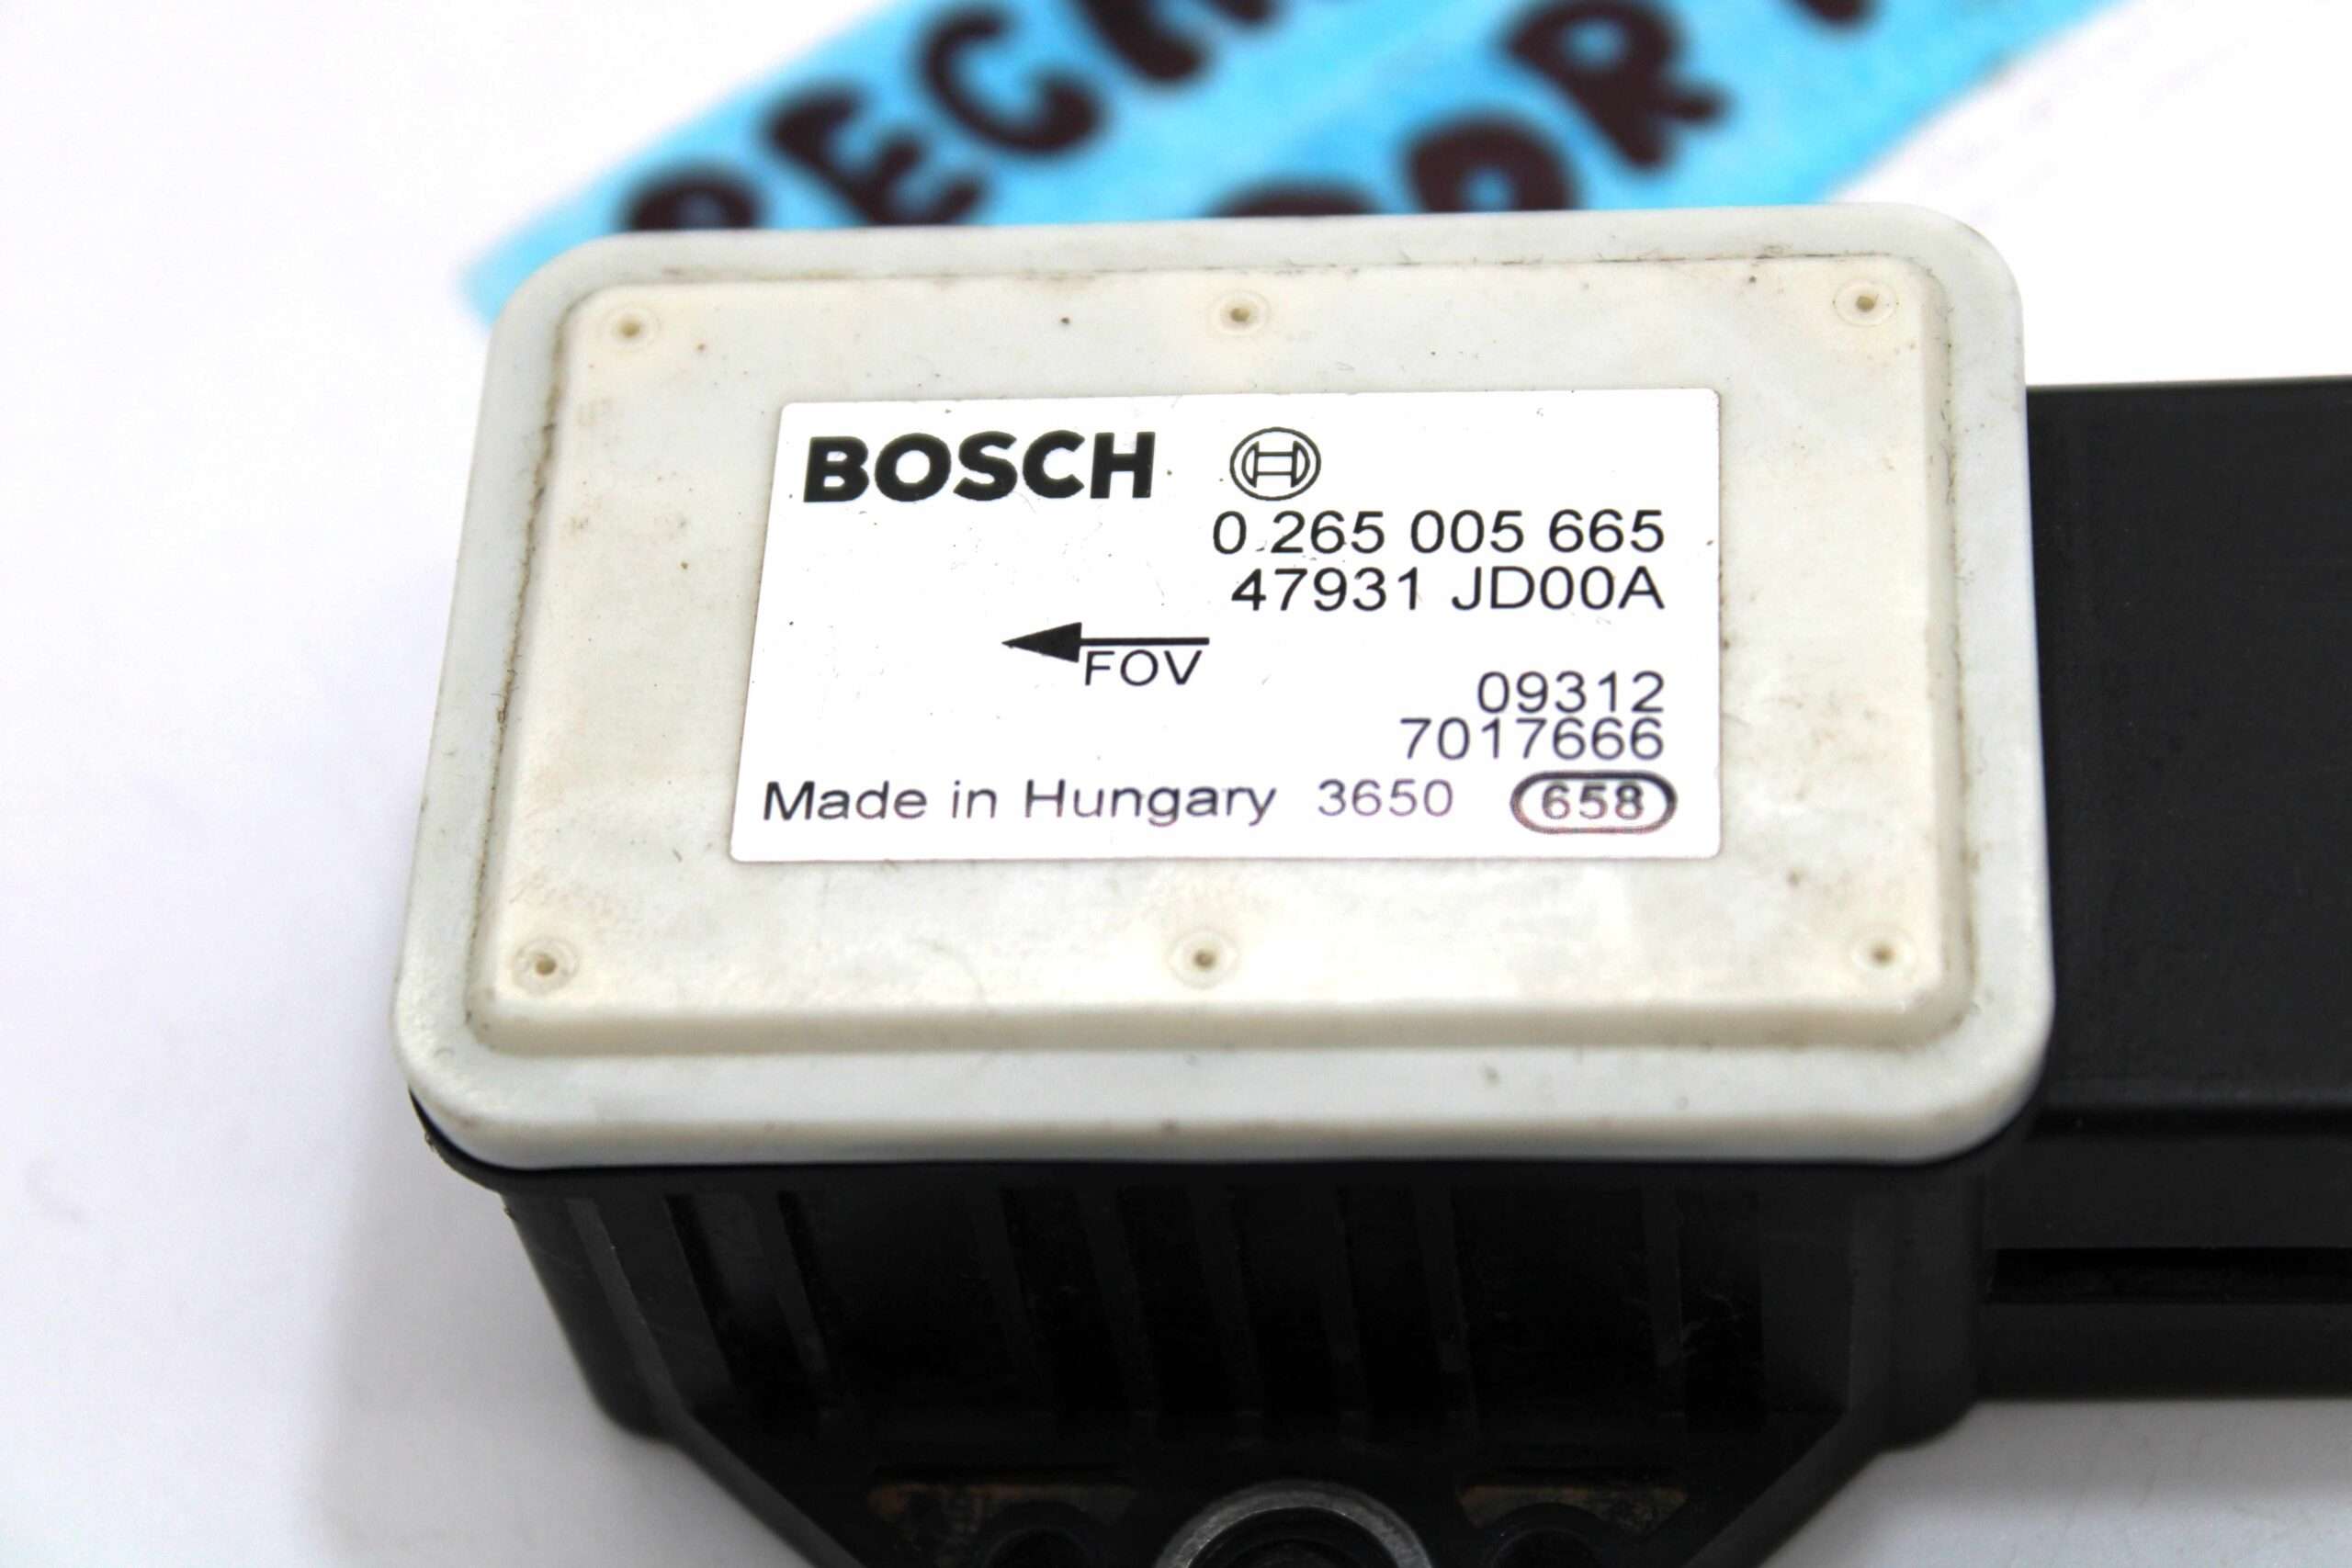 BOSCH
0 265 005 665
47931 JD00A
FOV
09312
7017666
Made in Hungary 3650 658